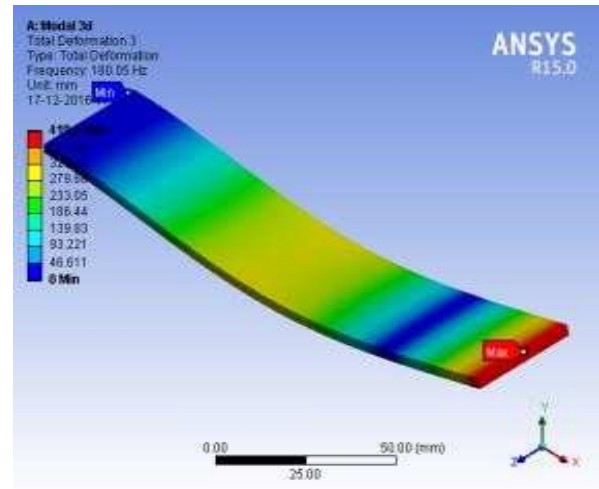 A: Modal 3d
Total Deformation 3
Type: Total Deformation
Frequency: 180.05 Hz
Unit: mm
17-12-2016
Min
ANSYS
R15.0
233.05
186.44
139.83
93.221
46.611
0 Min
Max
0.00
50.00 (mm)
25.00
Y
Z
X